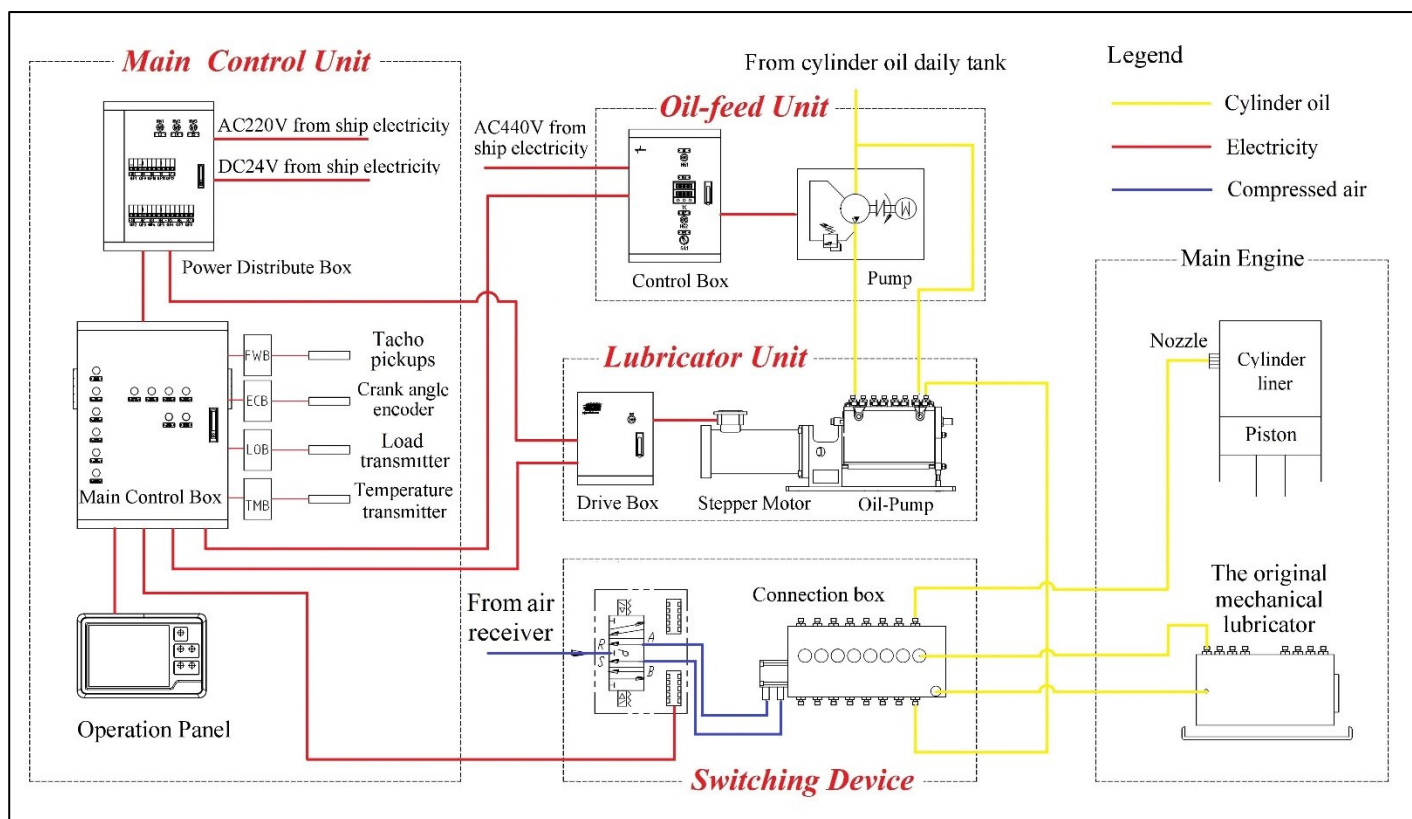 Main Control Unit
AC220V from ship electricity
DC24V from ship electricity
Power Distribute Box
FWB
Tacho
pickups
ECB
Crank angle
encoder
LOB
Load
transmitter
TMB
Temperature
transmitter
Main Control Box
Operation Panel
From cylinder oil daily tank
Oil-feed Unit
AC440V from
ship electricity
Control Box
M
Pump
Lubricator Unit
Drive Box
Stepper Motor
Oil-Pump
From air
receiver
R
S
P
A
B
Connection box
Switching Device
Legend
Cylinder oil
Electricity
Compressed air
Main Engine
Nozzle
Cylinder
liner
Piston
The original
mechanical
lubricator